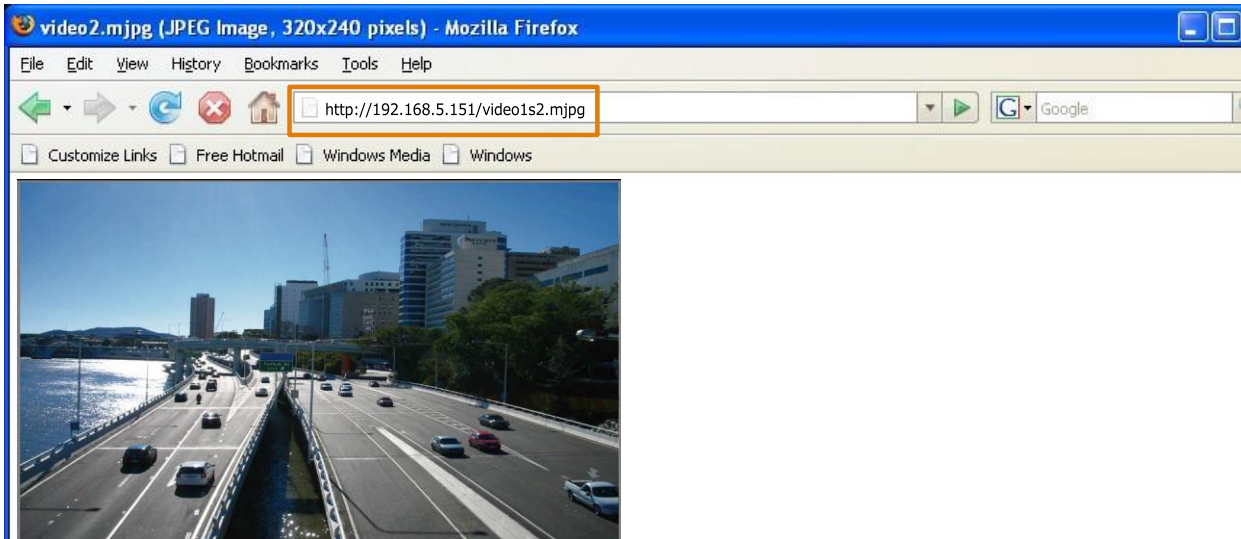 video2.mjpg (JPEG Image, 320x240 pixels) - Mozilla Firefox
File Edit View History Bookmarks Tools Help
http://192.168.5.151/video1s2.mjpg G Google
Customize Links Free Hotmail Windows Media Windows